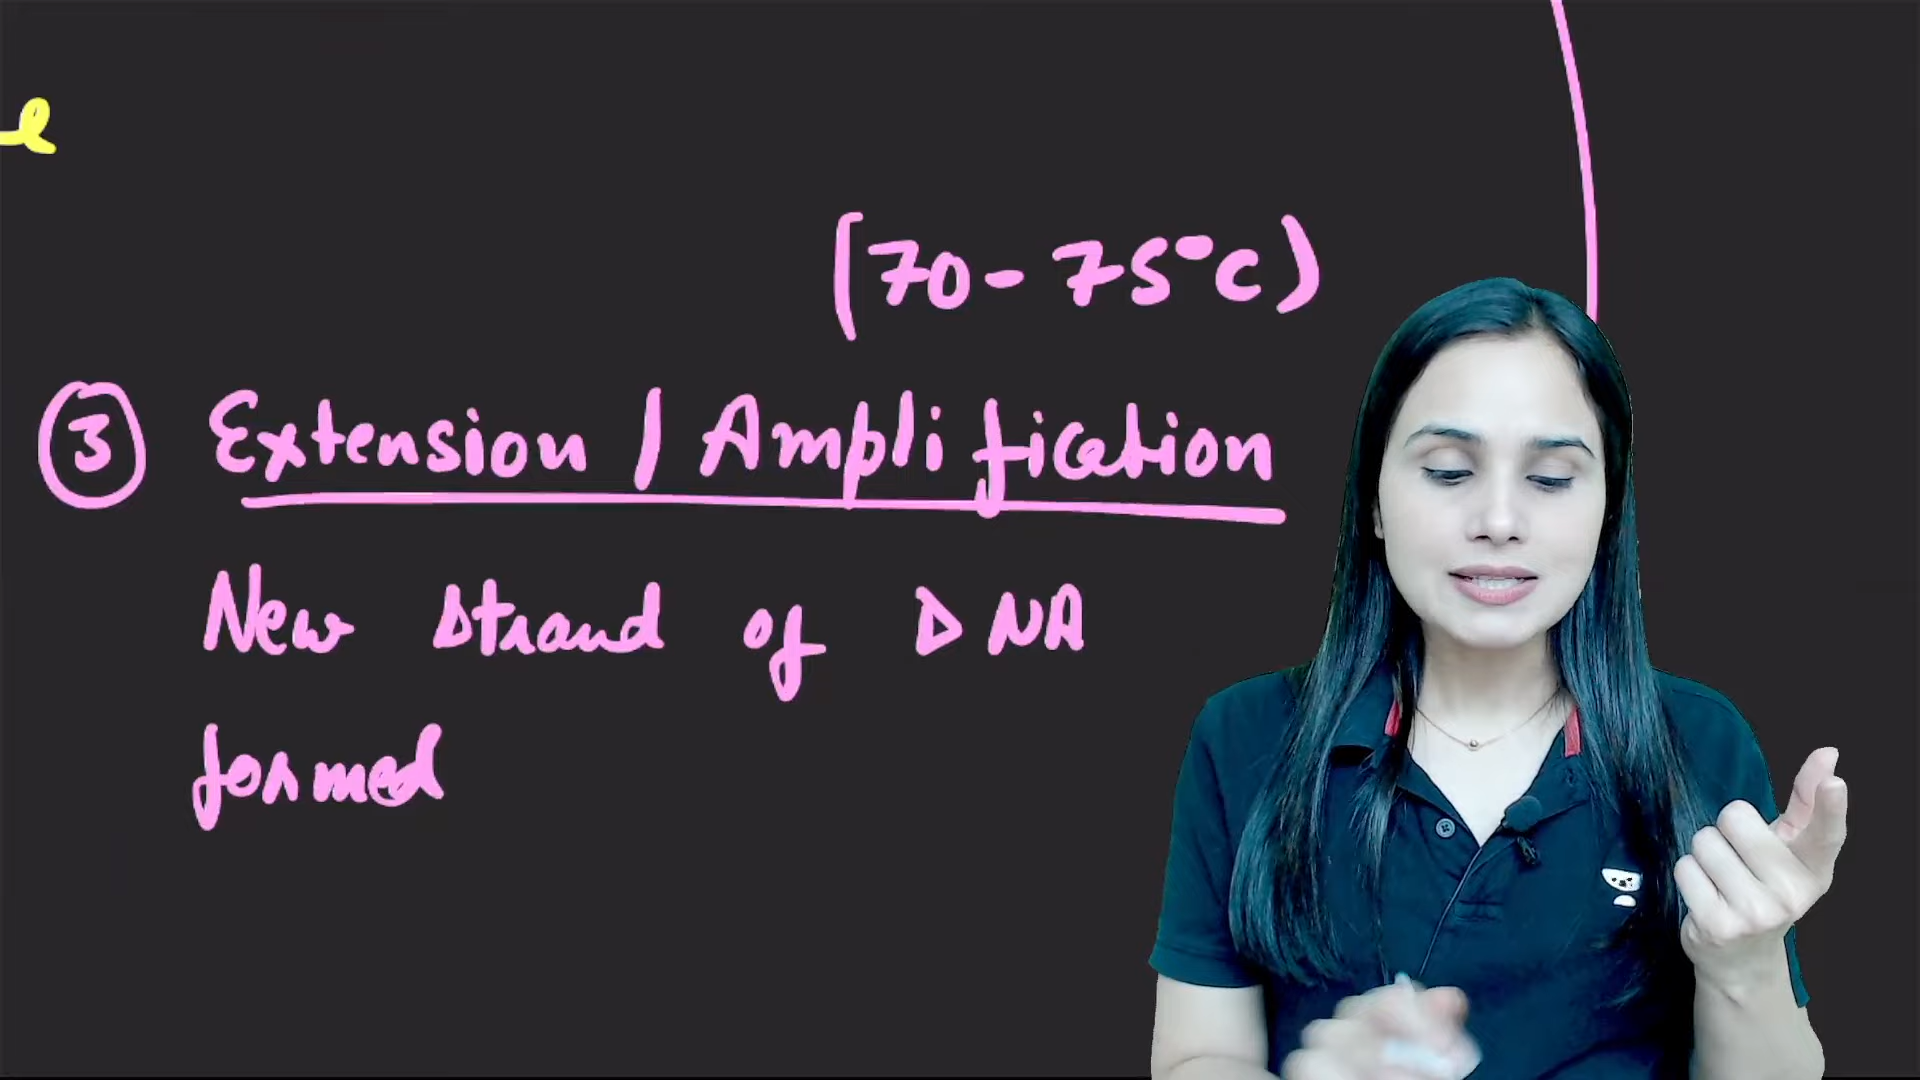 e
(70-75°C)
③ Extension / Amplification
New strand of DNA
formed